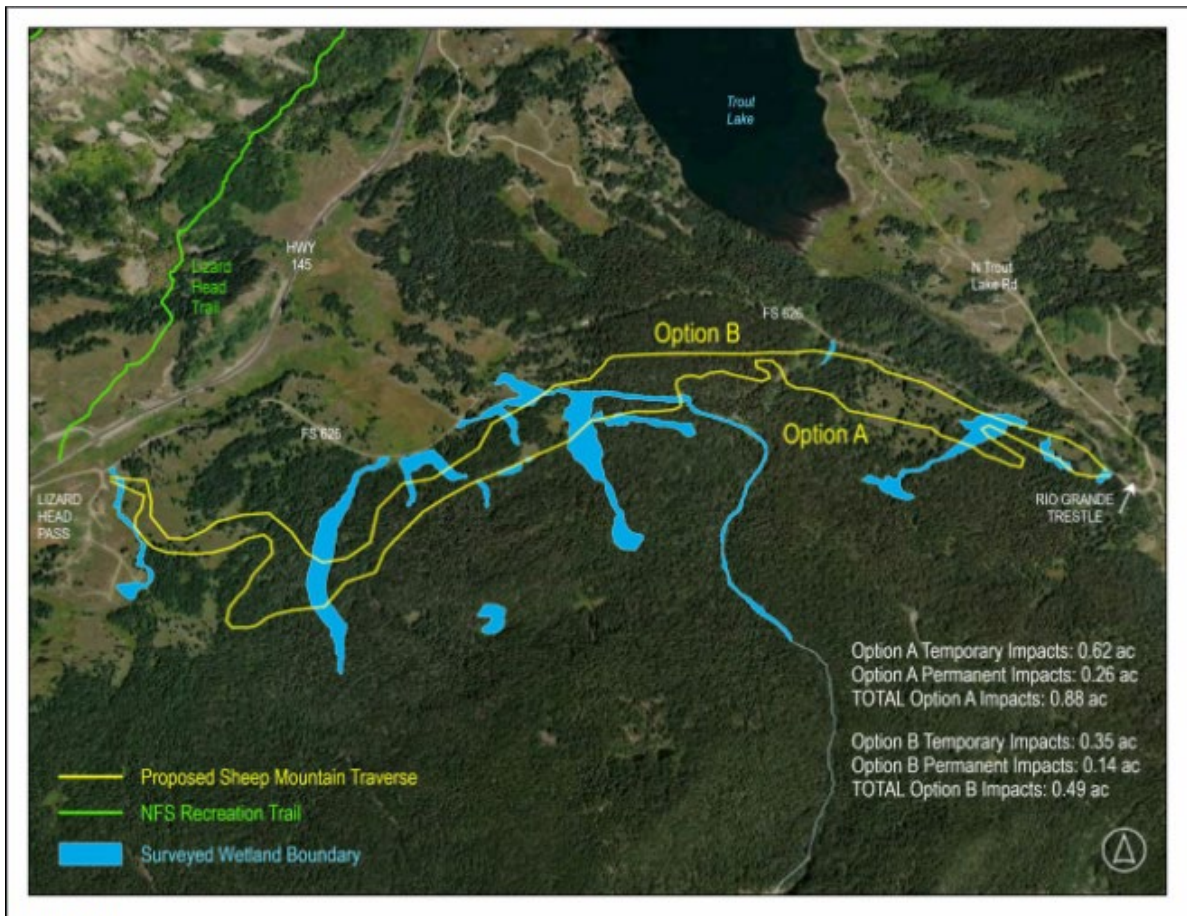 Trout
Lake
HWY
145
Lizard
Head
Trail
N Trout
Lake Rd
FS 626
Option B
Option A
FS 626
LIZARD
HEAD
PASS
RIO GRANDE
TRESTLE
Option A Temporary Impacts: 0.62 ac
Option A Permanent Impacts: 0.26 ac
TOTAL Option A Impacts: 0.88 ac
Option B Temporary Impacts: 0.35 ac
Option B Permanent Impacts: 0.14 ac
TOTAL Option B Impacts: 0.49 ac
Proposed Sheep Mountain Traverse
NFS Recreation Trail
Surveyed Wetland Boundary